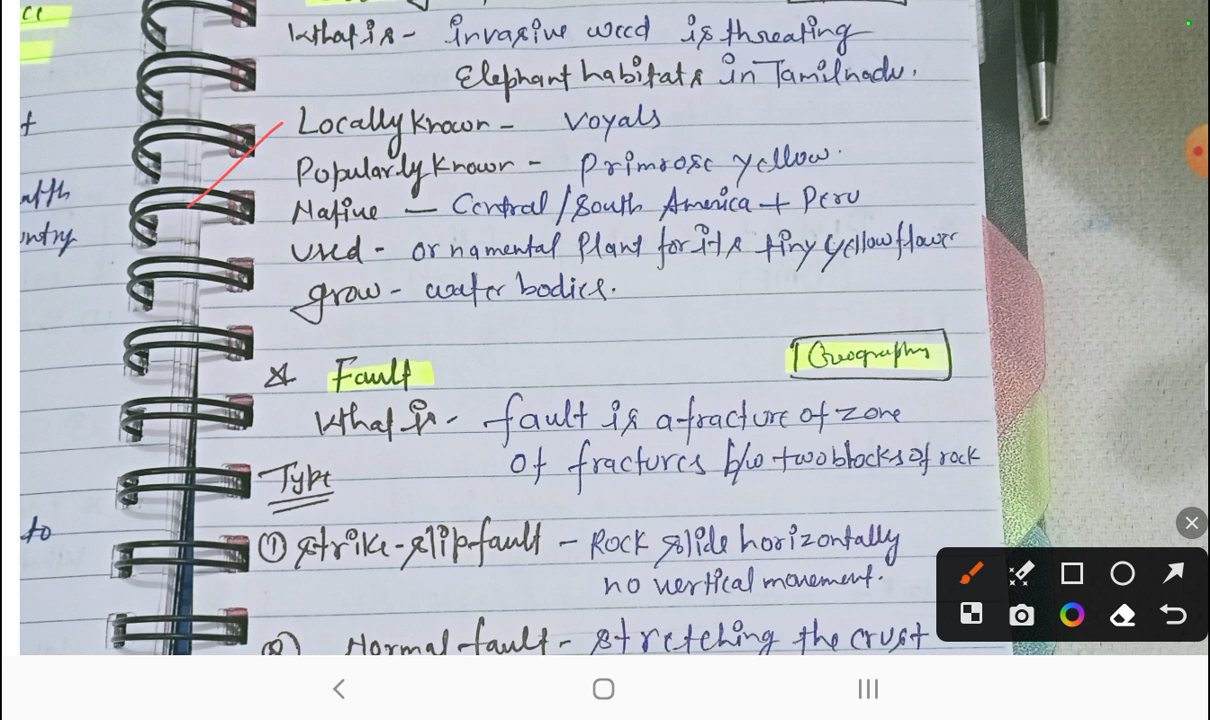 ce
What is - invasive weed is threating
Elephant habitats in Tamilnadu.
Locally Known - Voyals
Popularly Known - primrose yellow.
Native - Central/South America + Peru
used - ornamental plant for its tiny yellow flower
grow - water bodies.
ntry
Fault
Geography
What is - fault is a fracture of zone
of fractures b/w two blocks of rock
Type
to
① strike-slip fault - Rock slide horizontally
no vertical movement.
② Normal fault - stretching the crust